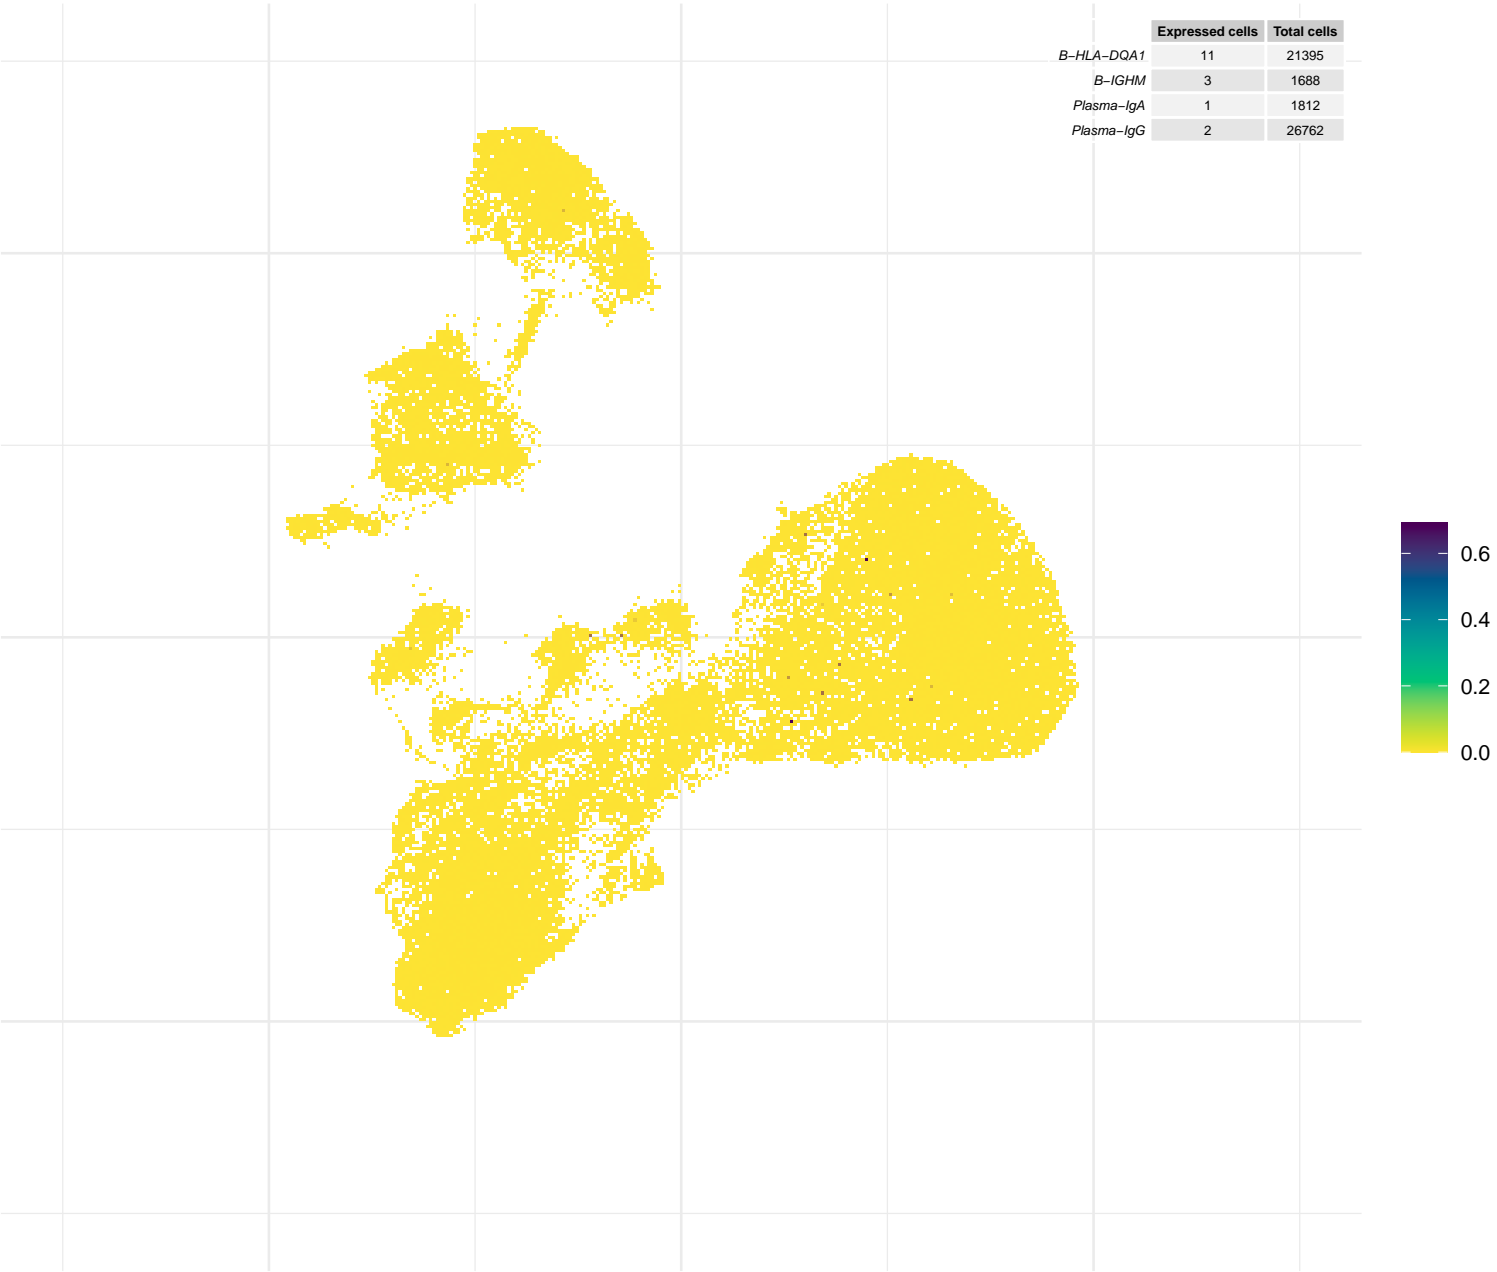 Expressed cells Total cells
B−HLA−DQA1 11 21395
B−IGHM 3 1688
Plasma−IgA 1 1812
Plasma−IgG 2 26762
0.6
0.4
0.2
0.0